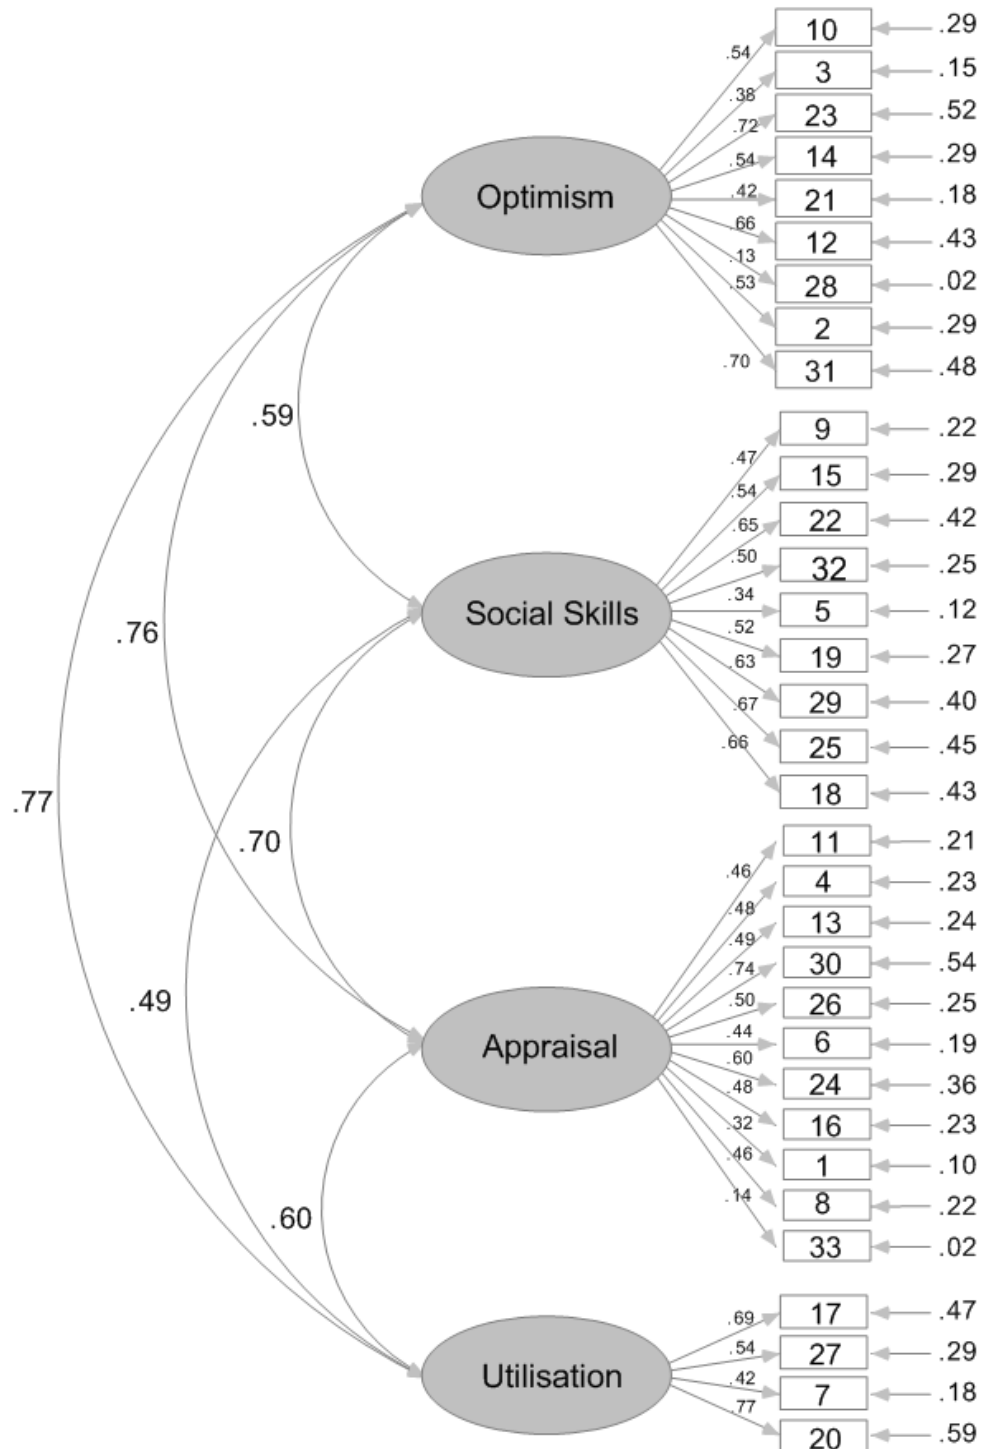 .54 10 .29
.38 3 .15
.72 23 .52
.54 14 .29
Optimism
.42 21 .18
.66 12 .43
.13 28 .02
.53 2 .29
.70 31 .48
.59
.47 9 .22
.54 15 .29
.65 22 .42
.50 32 .25
Social Skills
.34 5 .12
.52 19 .27
.63 29 .40
.67 25 .45
.66 18 .43
.76
.77
.70
.46 11 .21
.48 4 .23
.49 13 .24
.74 30 .54
.50 26 .25
.49
Appraisal
.44 6 .19
.60 24 .36
.48 16 .23
.32 1 .10
.46 8 .22
.14 33 .02
.60
.69 17 .47
.54 27 .29
Utilisation
.42 7 .18
.77 20 .59